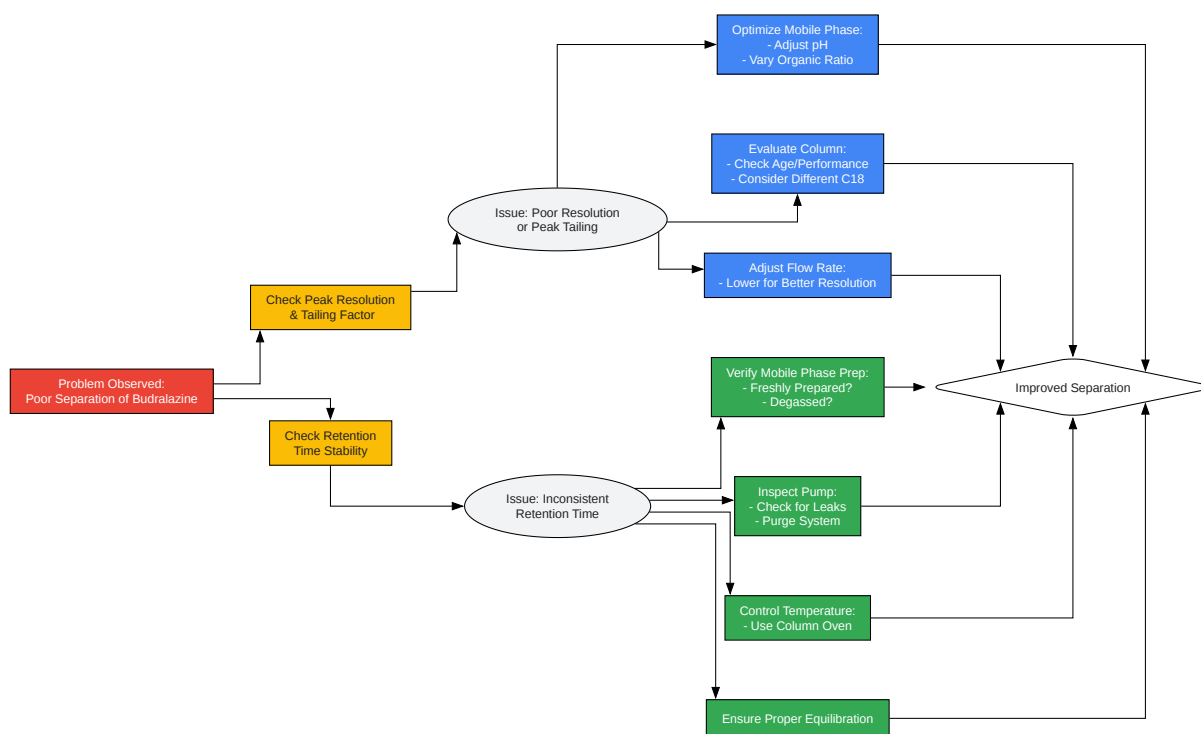 Optimize Mobile Phase:
- Adjust pH
- Vary Organic Ratio
Evaluate Column:
- Check Age/Performance
- Consider Different C18
Issue: Poor Resolution
or Peak Tailing
Adjust Flow Rate:
- Lower for Better Resolution
Check Peak Resolution
& Tailing Factor
Problem Observed:
Poor Separation of Budralazine
Verify Mobile Phase Prep:
- Freshly Prepared?
- Degassed?
Improved Separation
Check Retention
Time Stability
Issue: Inconsistent
Retention Time
Inspect Pump:
- Check for Leaks
- Purge System
Control Temperature:
- Use Column Oven
Ensure Proper Equilibration